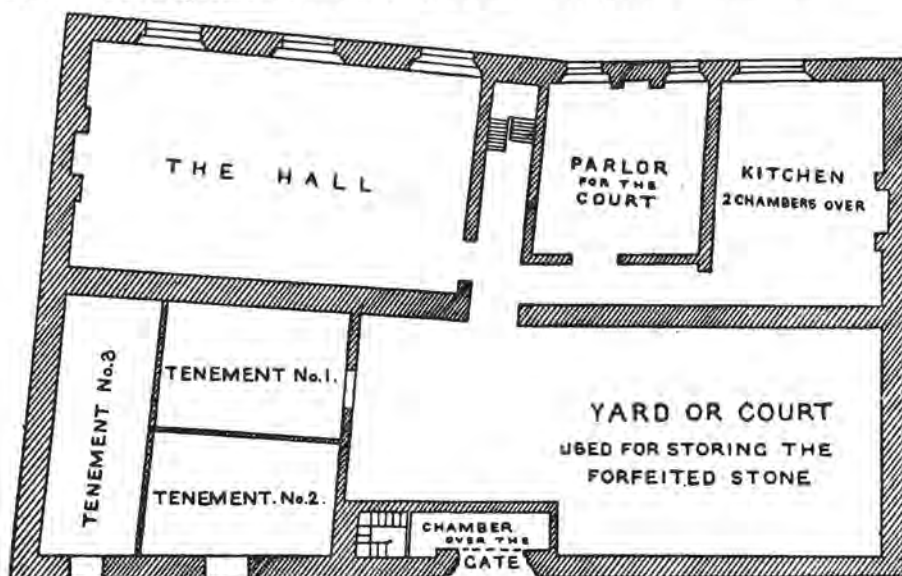 THE HALL
PARLOR
FOR THE
COURT
KITCHEN
2 CHAMBERS OVER
TENEMENT No.3
TENEMENT No.1.
TENEMENT. No.2.
YARD OR COURT
USED FOR STORING THE
FORFEITED STONE
CHAMBER
OVER THE
GATE